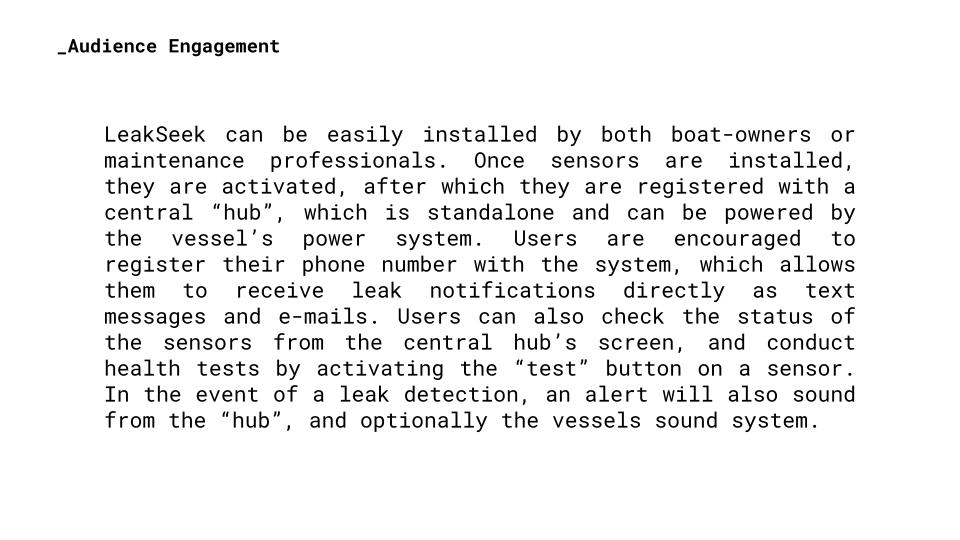 _Audience Engagement
LeakSeek can be easily installed by both boat-owners or
maintenance professionals. Once sensors are installed,
they are activated, after which they are registered with a
central “hub”, which is standalone and can be powered by
the vessel’s power system. Users are encouraged to
register their phone number with the system, which allows
them to receive leak notifications directly as text
messages and e-mails. Users can also check the status of
the sensors from the central hub’s screen, and conduct
health tests by activating the “test” button on a sensor.
In the event of a leak detection, an alert will also sound
from the “hub”, and optionally the vessels sound system.